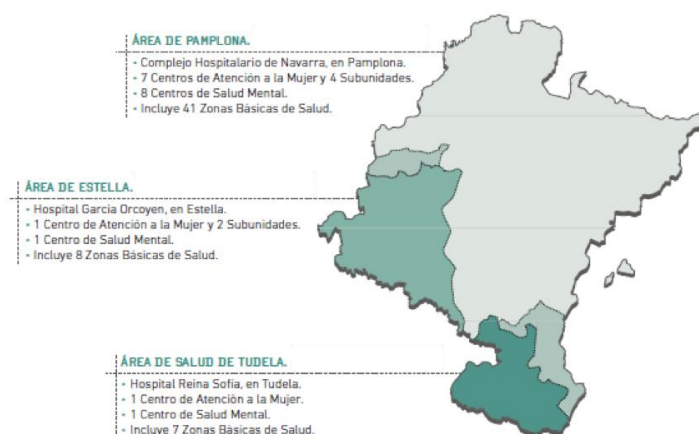 ÁREA DE PAMPLONA.
- Complejo Hospitalario de Navarra, en Pamplona.
- 7 Centros de Atención a la Mujer y 4 Subunidades.
- 8 Centros de Salud Mental.
- Incluye 41 Zonas Básicas de Salud.
ÁREA DE ESTELLA.
- Hospital García Orcoyen, en Estella.
- 1 Centro de Atención a la Mujer y 2 Subunidades.
- 1 Centro de Salud Mental.
- Incluye 8 Zonas Básicas de Salud.
ÁREA DE SALUD DE TUDELA.
- Hospital Reina Sofía, en Tudela.
- 1 Centro de Atención a la Mujer.
- 1 Centro de Salud Mental.
- Incluye 7 Zonas Básicas de Salud.